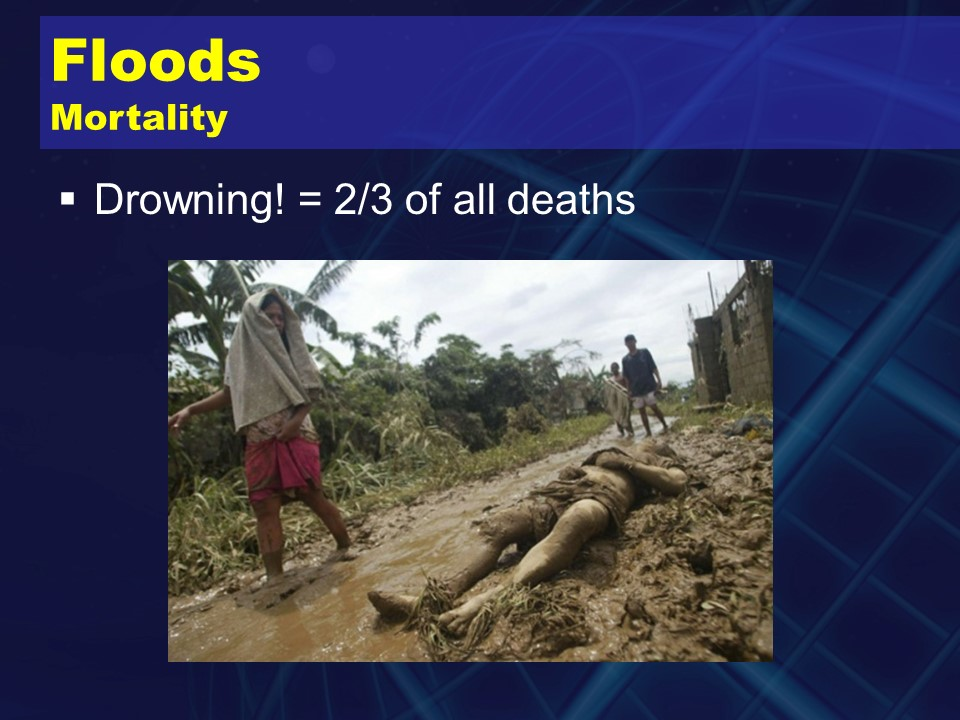 Floods
Mortality
▪ Drowning! = 2/3 of all deaths